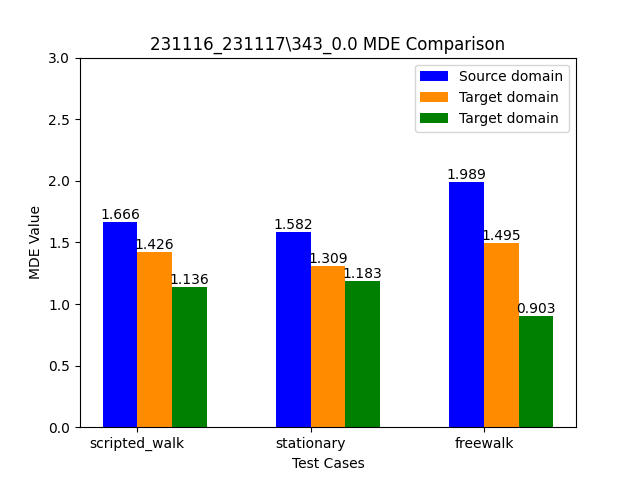 231116_231117\343_0.0 MDE Comparison
3.0
2.5
2.0
1.5
1.0
0.5
0.0
MDE Value
Source domain
Target domain
Target domain
1.666
1.426
1.136
1.582
1.309
1.183
1.989
1.495
0.903
scripted_walk
stationary
freewalk
Test Cases